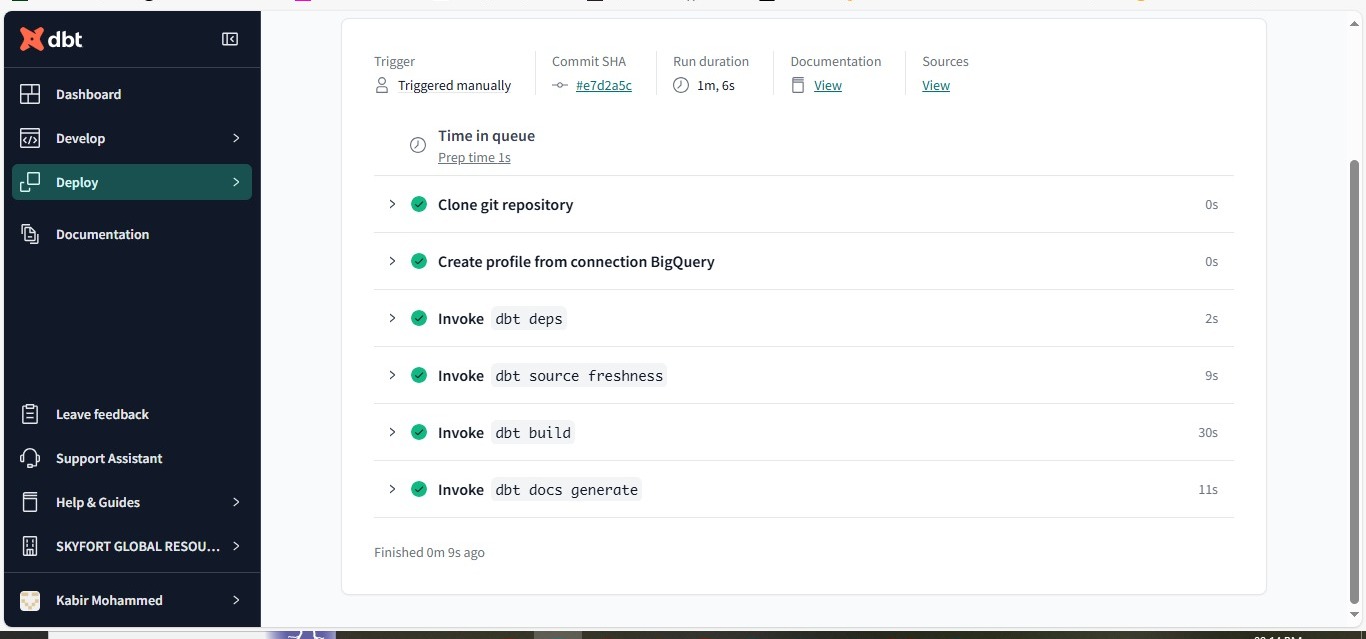 dbt
Dashboard
Develop
Deploy
Documentation
Leave feedback
Support Assistant
Help & Guides
SKYFORT GLOBAL RESOU...
Kabir Mohammed
Trigger
Triggered manually
Commit SHA
#e7d2a5c
Run duration
1m, 6s
Documentation
View
Sources
View
Time in queue
Prep time 1s
Clone git repository 0s
Create profile from connection BigQuery 0s
Invoke dbt deps 2s
Invoke dbt source freshness 9s
Invoke dbt build 30s
Invoke dbt docs generate 11s
Finished 0m 9s ago